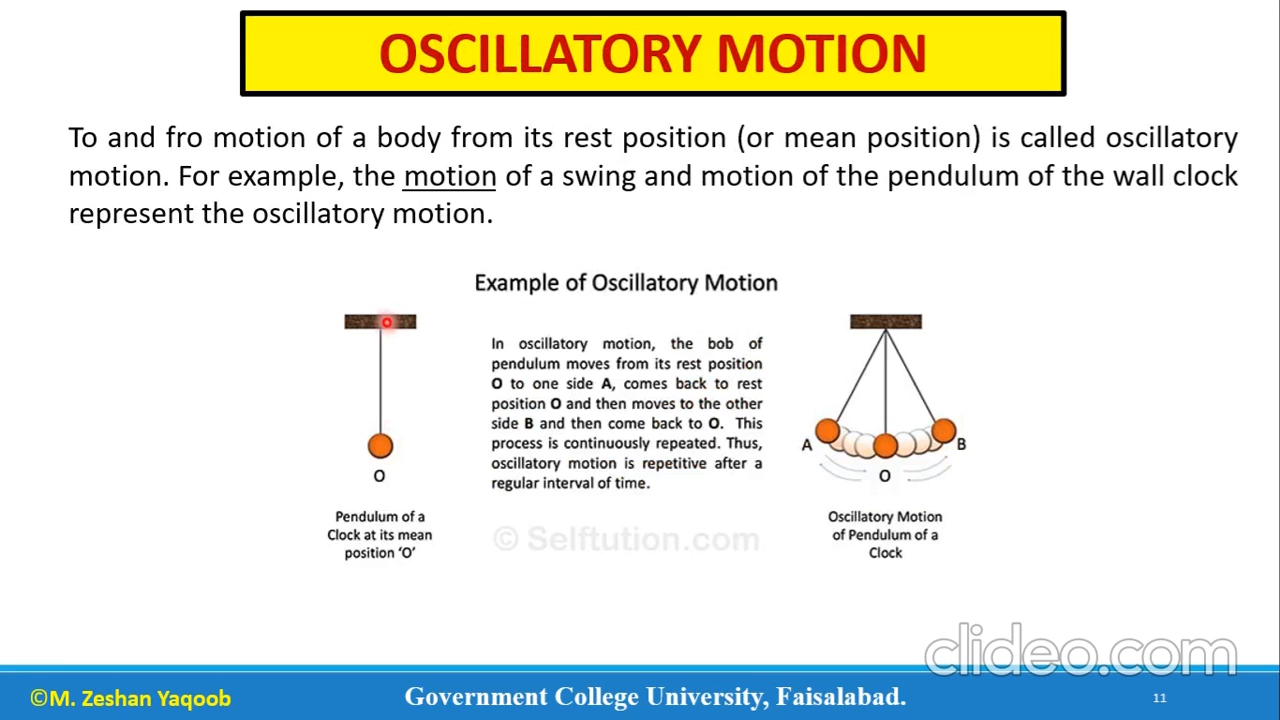 OSCILLATORY MOTION
To and fro motion of a body from its rest position (or mean position) is called oscillatory
motion. For example, the motion of a swing and motion of the pendulum of the wall clock
represent the oscillatory motion.
Example of Oscillatory Motion
In oscillatory motion, the bob of
pendulum moves from its rest position
O to one side A, comes back to rest
position O and then moves to the other
side B and then come back to O. This
process is continuously repeated. Thus,
oscillatory motion is repetitive after a
regular interval of time.
O
Pendulum of a
Clock at its mean
position ‘O’
A
B
O
Oscillatory Motion
of Pendulum of a
Clock
© Selftution.com
clideo.com
©M. Zeshan Yaqoob
Government College University, Faisalabad.
11